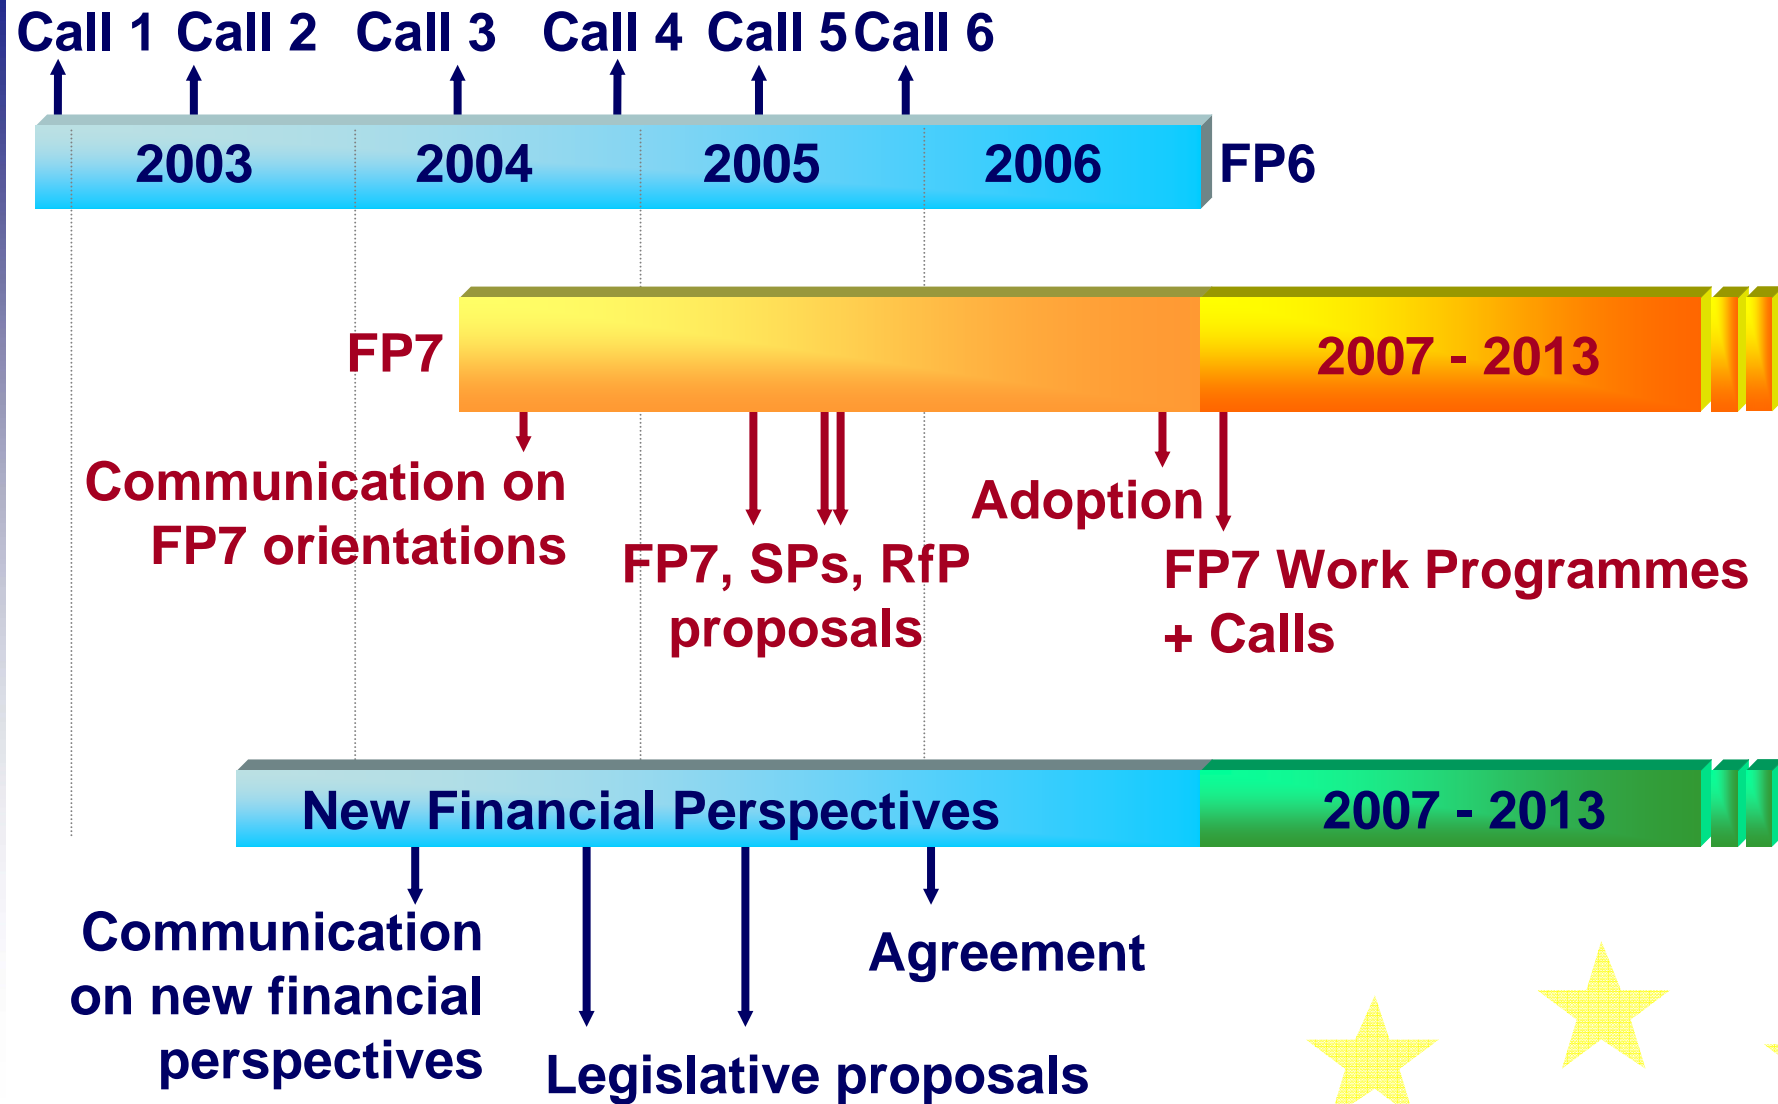 Call 1 Call 2 Call 3 Call 4 Call 5 Call 6
2003 2004 2005 2006 FP6
FP7 2007 - 2013
Communication on
FP7 orientations
FP7, SPs, RfP
proposals
Adoption
FP7 Work Programmes
+ Calls
New Financial Perspectives 2007 - 2013
Communication
on new financial
perspectives
Legislative proposals
Agreement